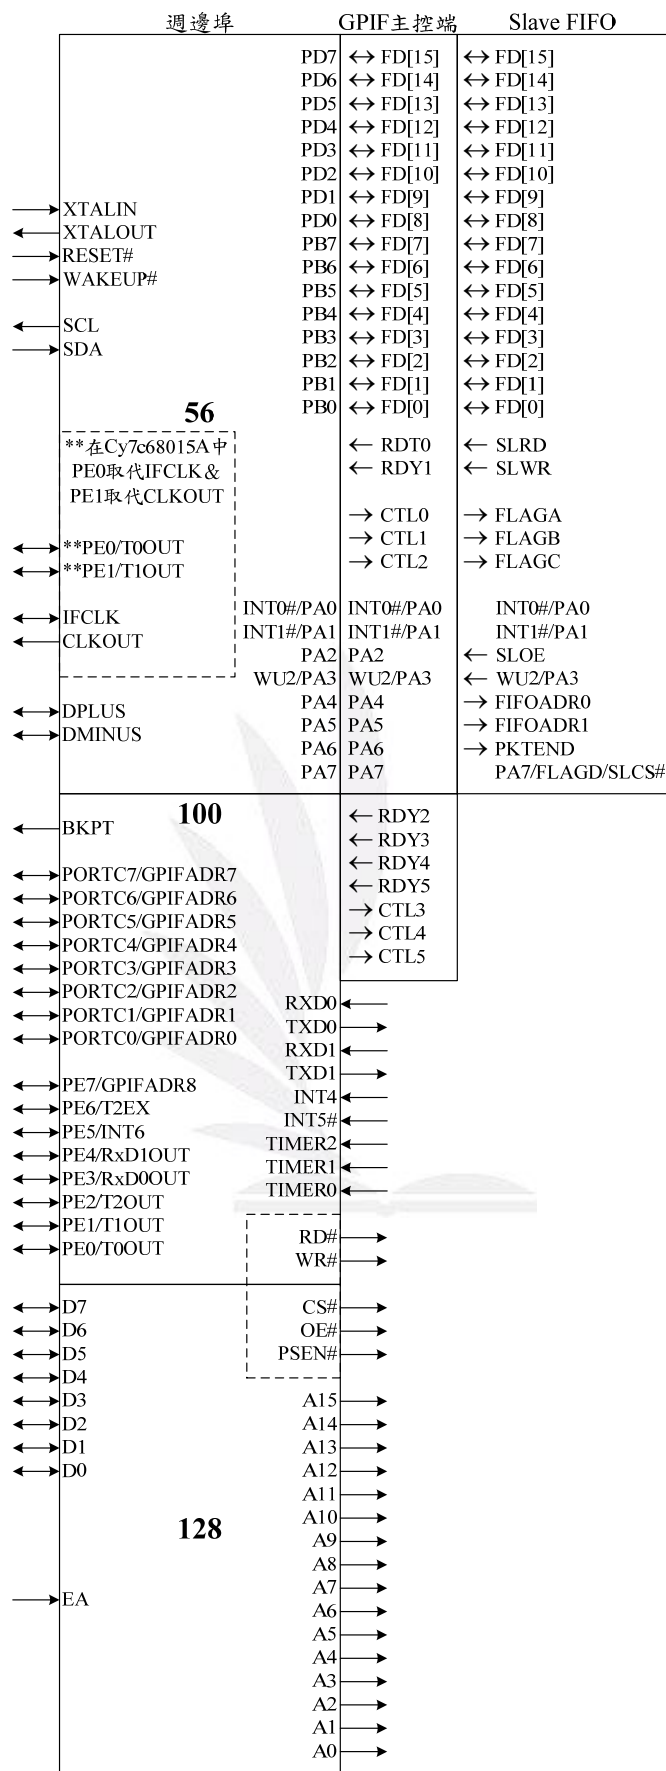 週邊埠 GPIF主控端 Slave FIFO
PD7 ↔ FD[15] ↔ FD[15]
PD6 ↔ FD[14] ↔ FD[14]
PD5 ↔ FD[13] ↔ FD[13]
PD4 ↔ FD[12] ↔ FD[12]
PD3 ↔ FD[11] ↔ FD[11]
PD2 ↔ FD[10] ↔ FD[10]
PD1 ↔ FD[9] ↔ FD[9]
XTALIN PD0 ↔ FD[8] ↔ FD[8]
XTALOUT PB7 ↔ FD[7] ↔ FD[7]
RESET# PB6 ↔ FD[6] ↔ FD[6]
WAKEUP# PB5 ↔ FD[5] ↔ FD[5]
PB4 ↔ FD[4] ↔ FD[4]
SCL PB3 ↔ FD[3] ↔ FD[3]
SDA PB2 ↔ FD[2] ↔ FD[2]
PB1 ↔ FD[1] ↔ FD[1]
56 PB0 ↔ FD[0] ↔ FD[0]
**在Cy7c68015A中 ← RDT0 ← SLRD
PE0取代IFCLK& ← RDY1 ← SLWR
PE1取代CLKOUT
→ CTL0 → FLAGA
**PE0/T0OUT → CTL1 → FLAGB
**PE1/T1OUT → CTL2 → FLAGC
IFCLK INT0#/PA0 INT0#/PA0 INT0#/PA0
CLKOUT INT1#/PA1 INT1#/PA1 INT1#/PA1
PA2 PA2 ← SLOE
WU2/PA3 WU2/PA3 ← WU2/PA3
DPLUS PA4 PA4 → FIFOADR0
DMINUS PA5 PA5 → FIFOADR1
PA6 PA6 → PKTEND
PA7 PA7 PA7/FLAGD/SLCS#
100 ← RDY2
BKPT ← RDY3
← RDY4
PORTC7/GPIFADR7 ← RDY5
PORTC6/GPIFADR6 → CTL3
PORTC5/GPIFADR5 → CTL4
PORTC4/GPIFADR4 → CTL5
PORTC3/GPIFADR3
PORTC2/GPIFADR2 RXD0
PORTC1/GPIFADR1 TXD0
PORTC0/GPIFADR0 RXD1
TXD1
PE7/GPIFADR8 INT4
PE6/T2EX INT5#
PE5/INT6 TIMER2
PE4/RxD1OUT TIMER1
PE3/RxD0OUT TIMER0
PE2/T2OUT
PE1/T1OUT RD#
PE0/T0OUT WR#
D7 CS#
D6 OE#
D5 PSEN#
D4
D3 A15
D2 A14
D1 A13
D0 A12
A11
128 A10
A9
A8
EA A7
A6
A5
A4
A3
A2
A1
A0